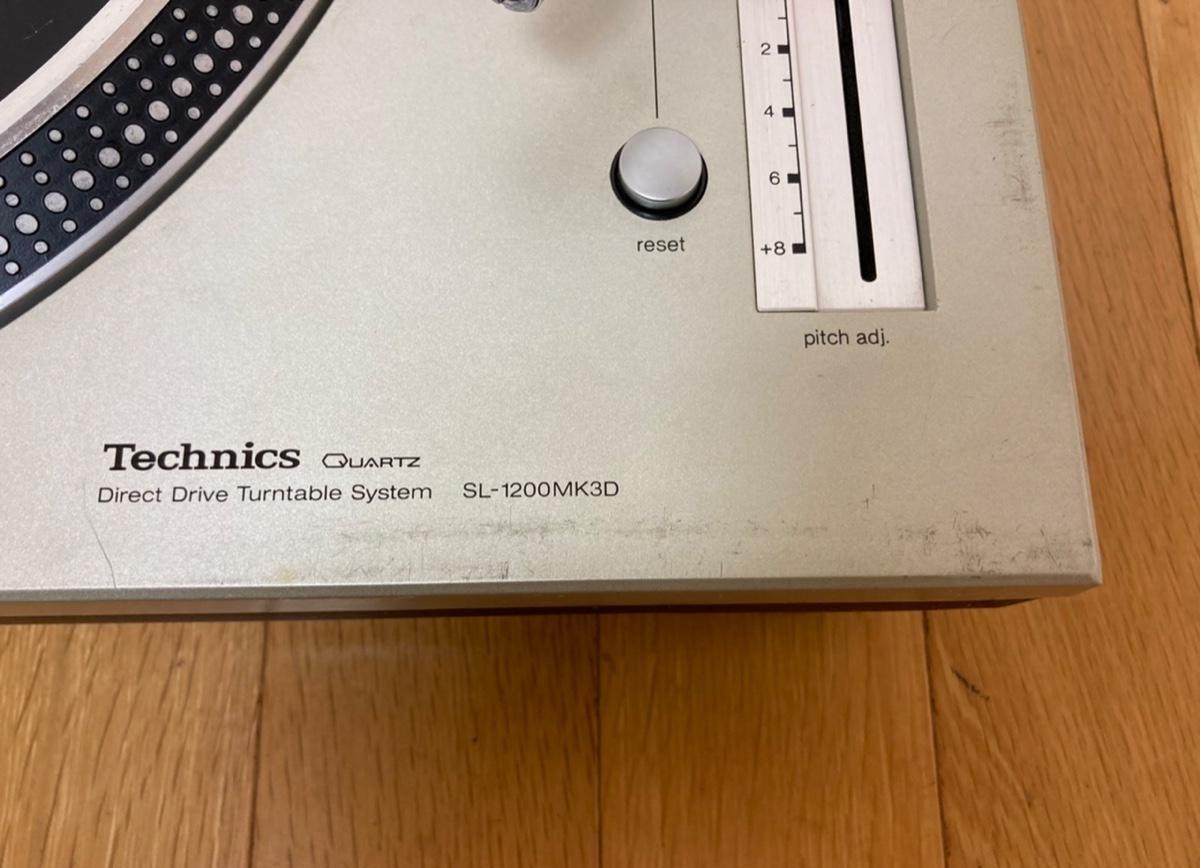 2
4
6
+8
reset
pitch adj.
Technics QUARTZ
Direct Drive Turntable System SL-1200MK3D